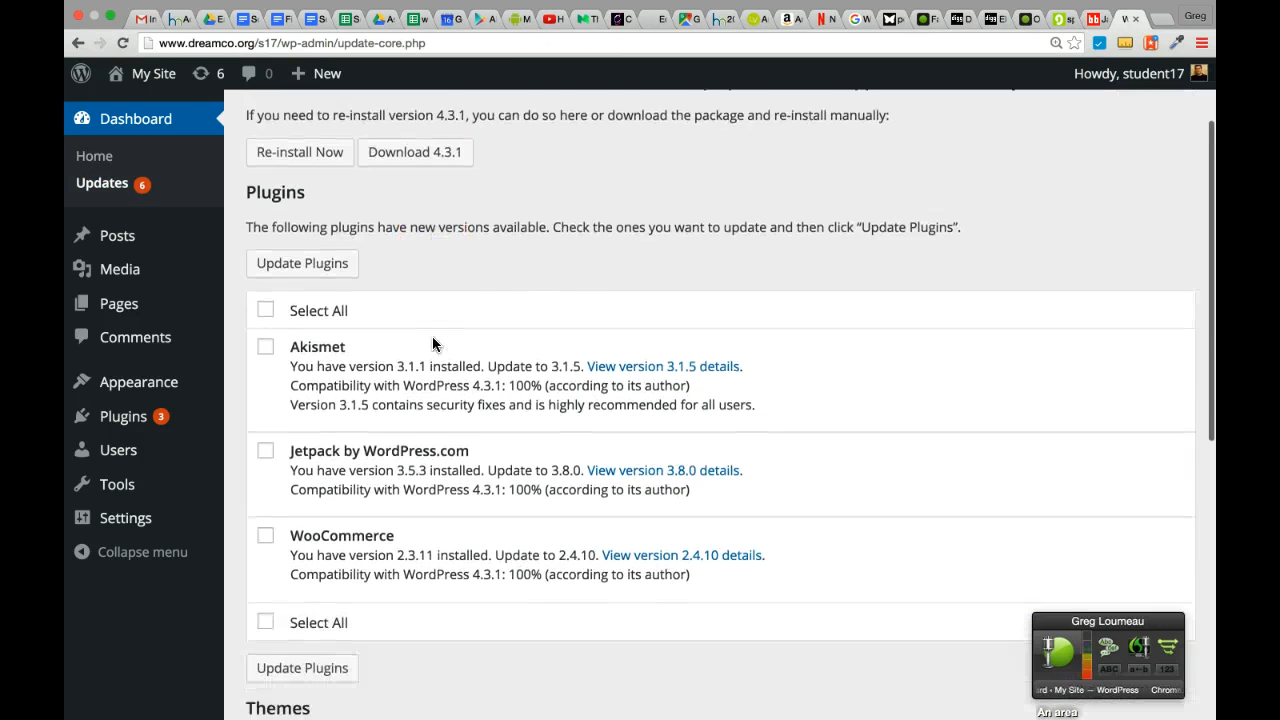 Greg
www.dreamco.org/s17/wp-admin/update-core.php
My Site 6 0 New Howdy, student17
Dashboard
Home
Updates 6
Posts
Media
Pages
Comments
Appearance
Plugins 3
Users
Tools
Settings
Collapse menu
If you need to re-install version 4.3.1, you can do so here or download the package and re-install manually:
Re-install Now Download 4.3.1
Plugins
The following plugins have new versions available. Check the ones you want to update and then click “Update Plugins”.
Update Plugins
Select All
Akismet
You have version 3.1.1 installed. Update to 3.1.5. View version 3.1.5 details.
Compatibility with WordPress 4.3.1: 100% (according to its author)
Version 3.1.5 contains security fixes and is highly recommended for all users.
Jetpack by WordPress.com
You have version 3.5.3 installed. Update to 3.8.0. View version 3.8.0 details.
Compatibility with WordPress 4.3.1: 100% (according to its author)
WooCommerce
You have version 2.3.11 installed. Update to 2.4.10. View version 2.4.10 details.
Compatibility with WordPress 4.3.1: 100% (according to its author)
Select All
Update Plugins
Themes
Greg Loumeau
ABC a↔b 123
ard ‹ My Site — WordPress Chrome
An area